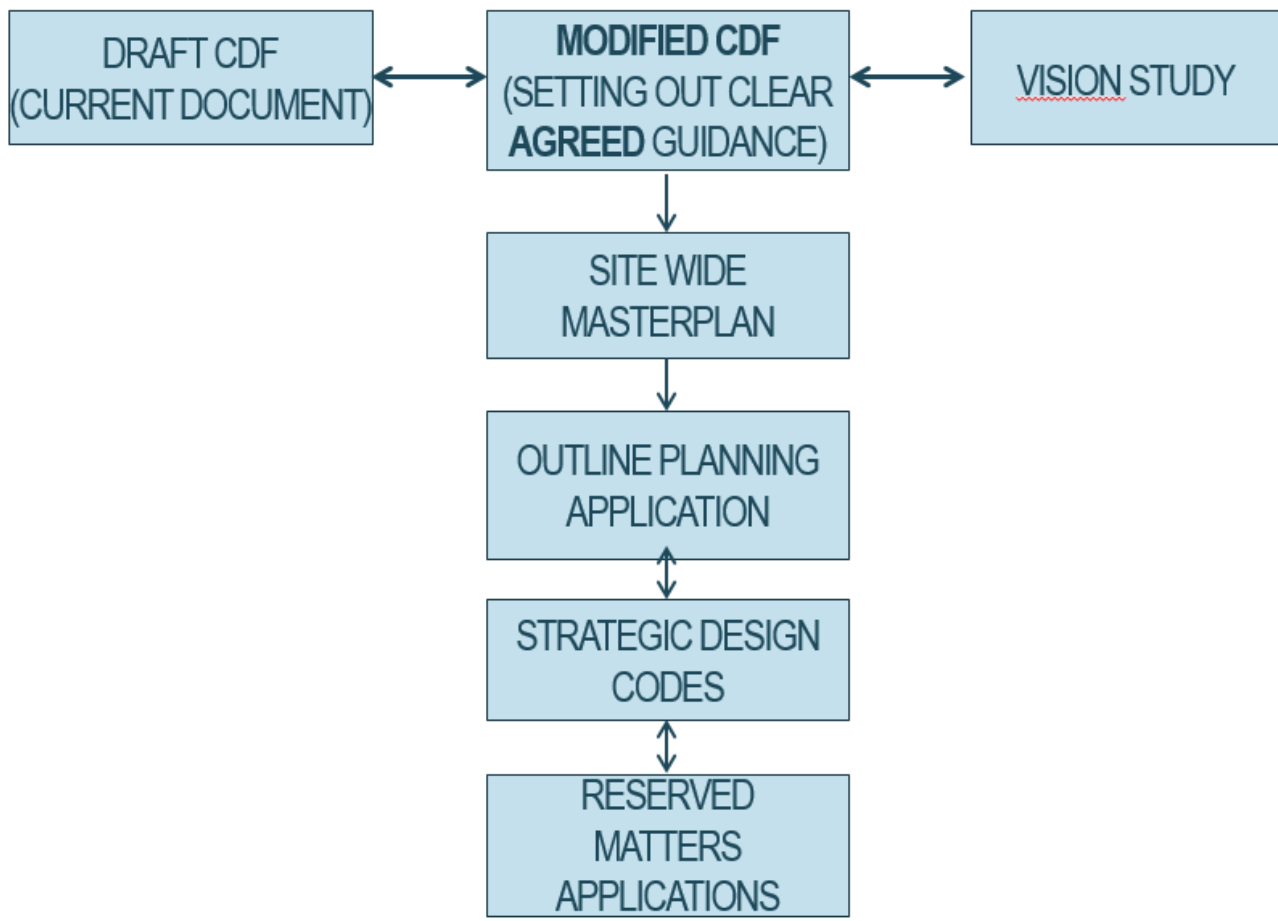 DRAFT CDF
(CURRENT DOCUMENT)
MODIFIED CDF
(SETTING OUT CLEAR
AGREED GUIDANCE)
VISION STUDY
SITE WIDE
MASTERPLAN
OUTLINE PLANNING
APPLICATION
STRATEGIC DESIGN
CODES
RESERVED
MATTERS
APPLICATIONS